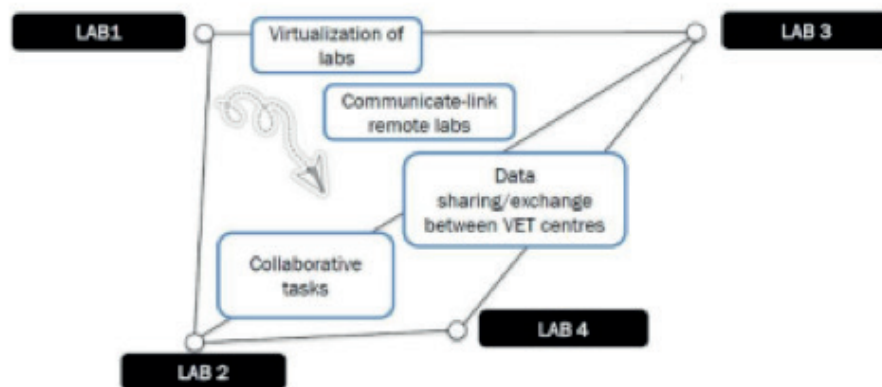 LAB1
Virtualization of
labs
LAB 3
Communicate-link
remote labs
Data
sharing/exchange
between VET centres
Collaborative
tasks
LAB 4
LAB 2